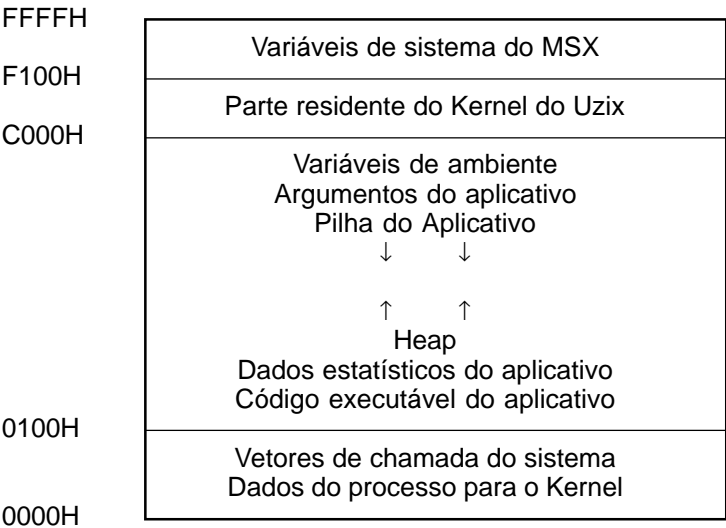 FFFFH
Variáveis de sistema do MSX
F100H
Parte residente do Kernel do Uzix
C000H
Variáveis de ambiente
Argumentos do aplicativo
Pilha do Aplicativo
↓ ↓
↑ ↑
Heap
Dados estatísticos do aplicativo
Código executável do aplicativo
0100H
Vetores de chamada do sistema
Dados do processo para o Kernel
0000H